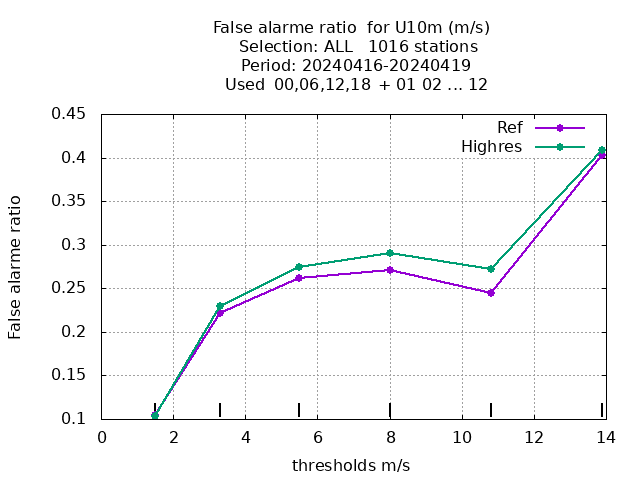 False alarme ratio  for U10m (m/s)
Selection: ALL   1016 stations
Period: 20240416-20240419
Used  00,06,12,18  + 01 02 ... 12
0.45
0.4
0.35
0.3
0.25
0.2
0.15
0.1
False alarme ratio
Ref
Highres
0 2 4 6 8 10 12 14
thresholds m/s